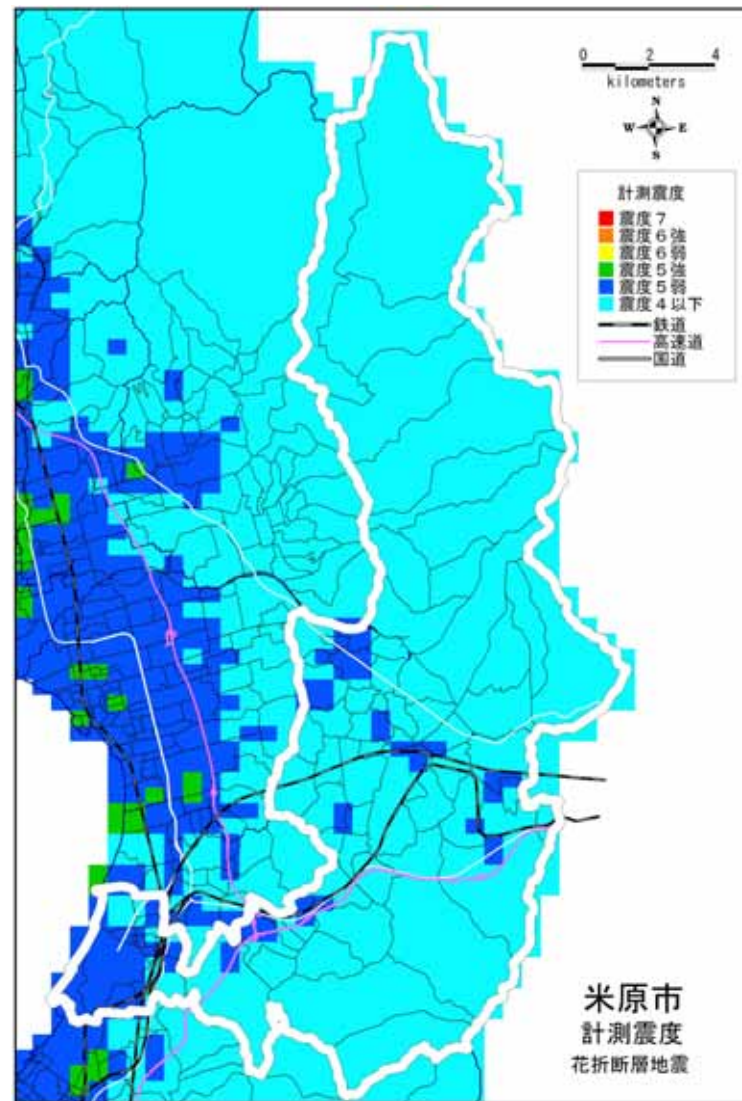 0 2 4
kilometers
N
W E
S
計測震度
震度7
震度6強
震度6弱
震度5強
震度5弱
震度4以下
鉄道
高速道
国道
米原市
計測震度
花折断層地震